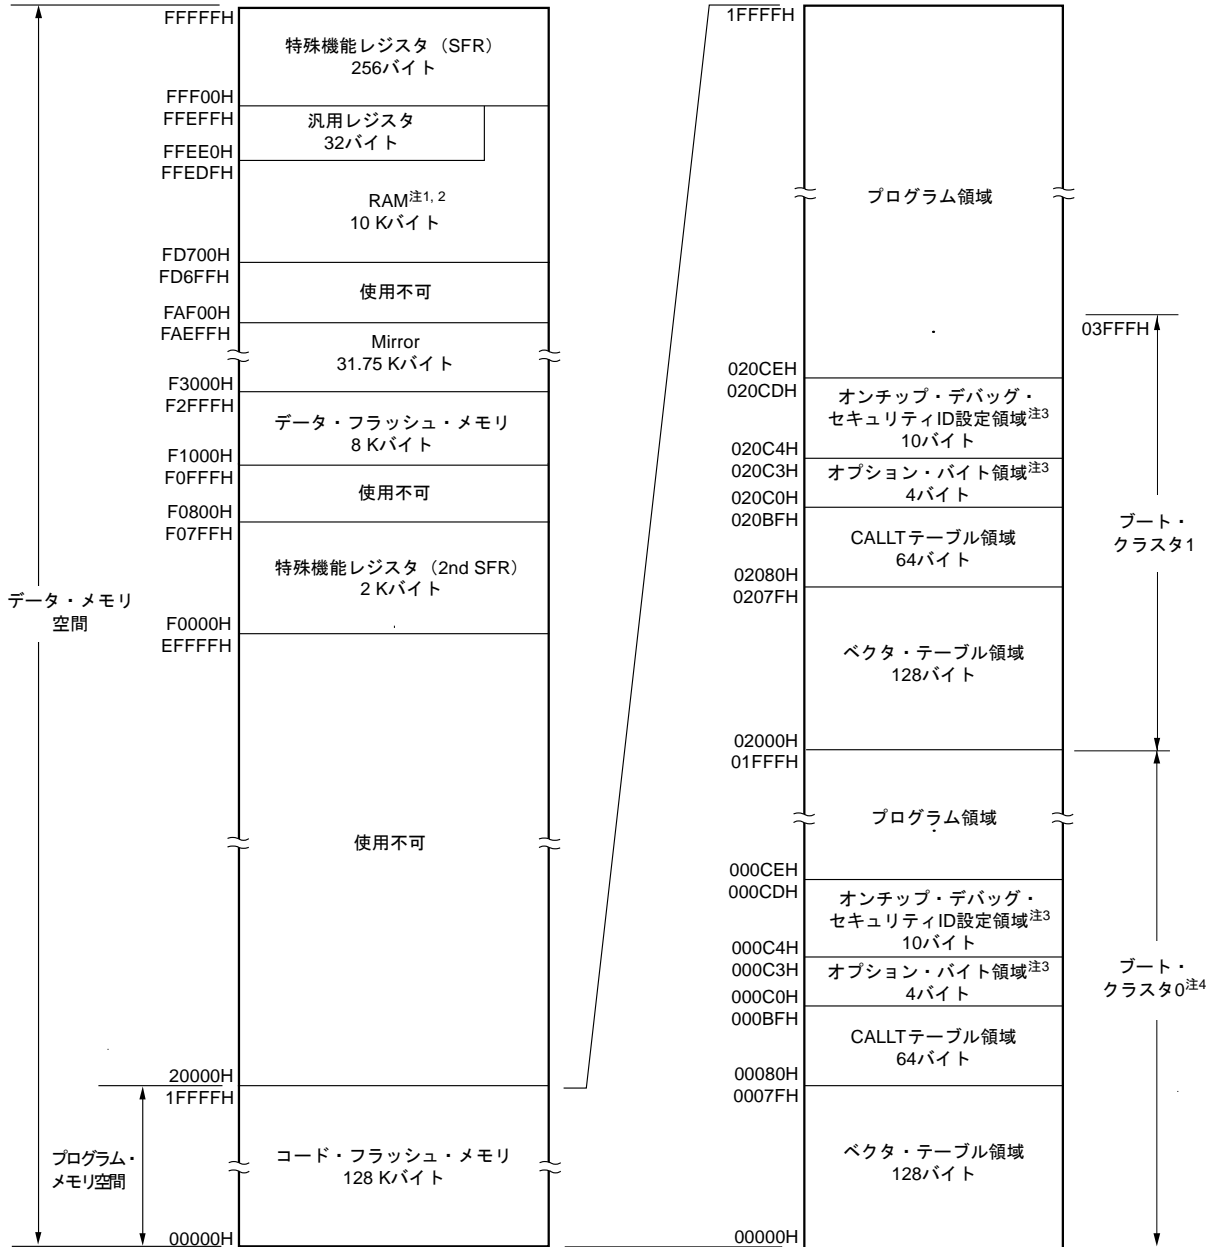 FFFFFH
特殊機能レジスタ（SFR）
256バイト
FFF00H
FFEFFH
汎用レジスタ
32バイト
FFEE0H
FFEDFH
RAM注1, 2
10 Kバイト
FD700H
FD6FFH
使用不可
FAF00H
FAEFFH
Mirror
31.75 Kバイト
F3000H
F2FFFH
データ・フラッシュ・メモリ
8 Kバイト
F1000H
F0FFFH
使用不可
F0800H
F07FFH
特殊機能レジスタ（2nd SFR）
2 Kバイト
データ・メモリ
空間
F0000H
EFFFFH
使用不可
20000H
1FFFFH
プログラム・
メモリ空間
コード・フラッシュ・メモリ
128 Kバイト
00000H
1FFFFH
プログラム領域
03FFFH
020CEH
020CDH
オンチップ・デバッグ・
セキュリティID設定領域注3
10バイト
020C4H
020C3H
オプション・バイト領域注3
4バイト
020C0H
020BFH
CALLTテーブル領域
64バイト
ブート・
クラスタ1
02080H
0207FH
ベクタ・テーブル領域
128バイト
02000H
01FFFH
プログラム領域
000CEH
000CDH
オンチップ・デバッグ・
セキュリティID設定領域注3
10バイト
000C4H
000C3H
オプション・バイト領域注3
4バイト
ブート・
クラスタ0注4
000C0H
000BFH
CALLTテーブル領域
64バイト
00080H
0007FH
ベクタ・テーブル領域
128バイト
00000H